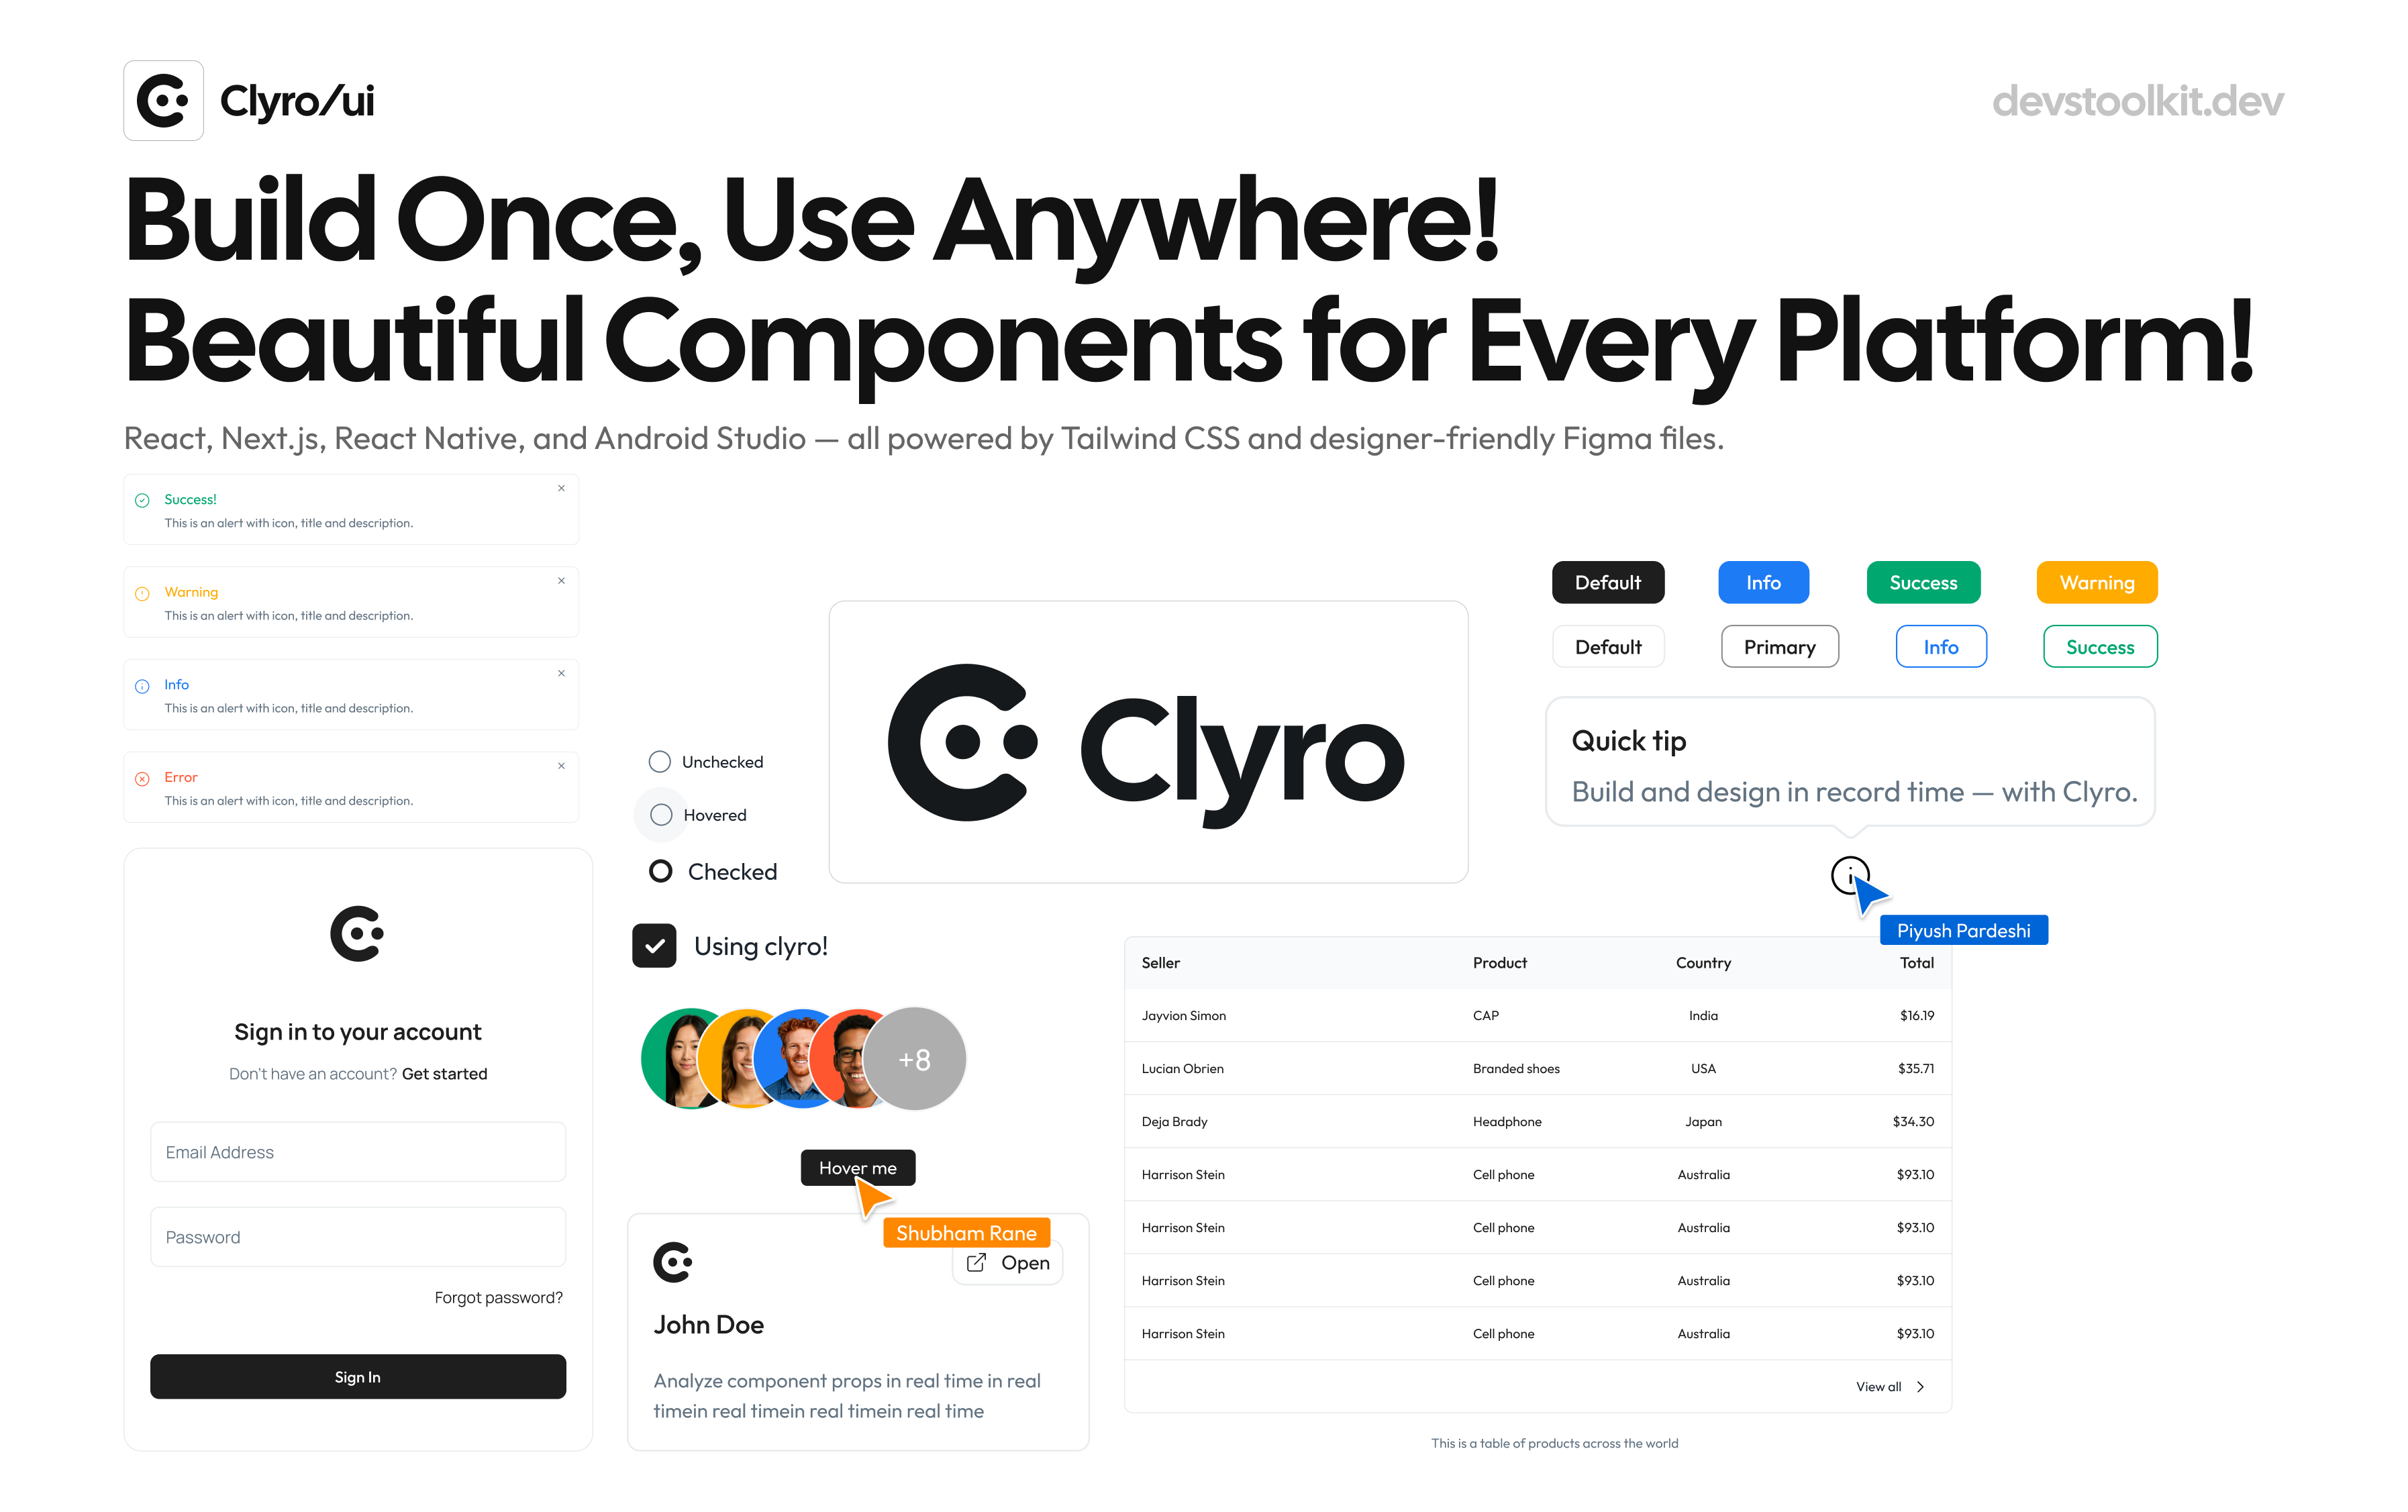 Clyro/ui
devstoolkit.dev
Build Once, Use Anywhere!
Beautiful Components for Every Platform!
React, Next.js, React Native, and Android Studio — all powered by Tailwind CSS and designer-friendly Figma files.
Success!
This is an alert with icon, title and description.
Warning
This is an alert with icon, title and description.
Info
This is an alert with icon, title and description.
Error
This is an alert with icon, title and description.
Sign in to your account
Don't have an account? Get started
Email Address
Password
Forgot password?
Sign In
Unchecked
Hovered
Checked
Using clyro!
+8
Hover me
Shubham Rane
Open
John Doe
Analyze component props in real time in real
timein real timein real timein real time
Clyro
Default Info Success Warning
Default Primary Info Success
Quick tip
Build and design in record time — with Clyro.
Piyush Pardeshi
Seller Product Country Total
Jayvion Simon CAP India $16.19
Lucian Obrien Branded shoes USA $35.71
Deja Brady Headphone Japan $34.30
Harrison Stein Cell phone Australia $93.10
Harrison Stein Cell phone Australia $93.10
Harrison Stein Cell phone Australia $93.10
Harrison Stein Cell phone Australia $93.10
View all
This is a table of products across the world